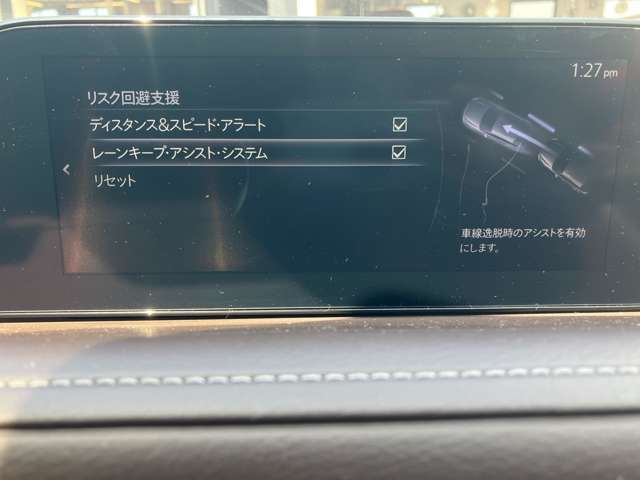 1:27pm
リスク回避支援
ディスタンス&スピード・アラート
レーンキープ・アシスト・システム
リセット
車線逸脱時のアシストを有効
にします。